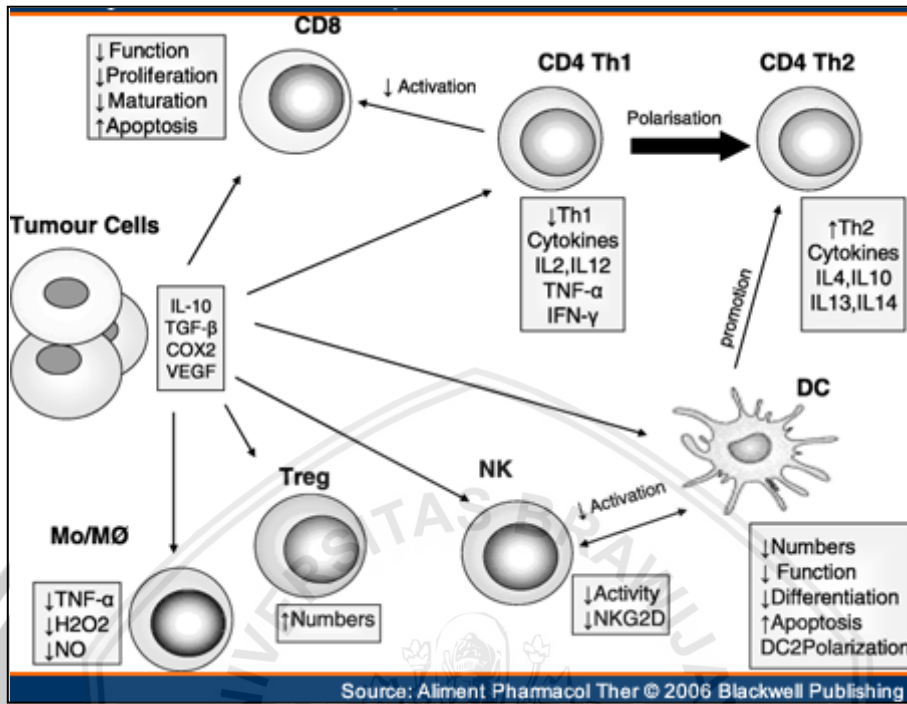 CD8
↓Function
↓Proliferation
↓Maturation
↑Apoptosis
↓ Activation
CD4 Th1
CD4 Th2
Polarisation
↓Th1
Cytokines
IL2,IL12
TNF-α
IFN-γ
↑Th2
Cytokines
IL4,IL10
IL13,IL14
Tumour Cells
IL-10
TGF-β
COX2
VEGF
promotion
DC
Treg
NK
↓ Activation
Mo/MØ
↓TNF-α
↓H2O2
↓NO
↑Numbers
↓Activity
↓NKG2D
↓Numbers
↓ Function
↓Differentiation
↑Apoptosis
DC2Polarization
UNIVERSITAS BRAWIJA
Source: Aliment Pharmacol Ther © 2006 Blackwell Publishing